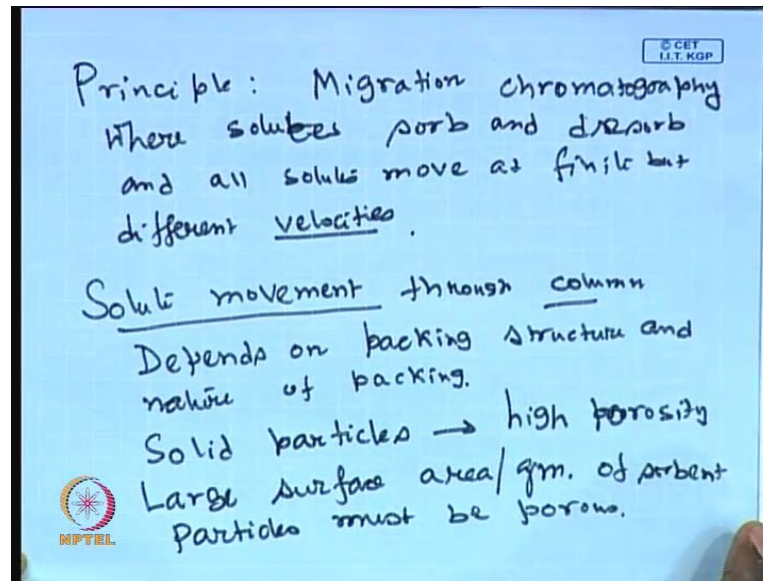 © CET
I.I.T. KGP
Principle: Migration chromatography
where solutes sorb and desorb
and all solute move at finite but
different velocities.
Solute movement through column
Depends on packing structure and
nature of packing.
Solid particles → high porosity
Large surface area/gm. of sorbent
Particles must be porous.
NPTEL